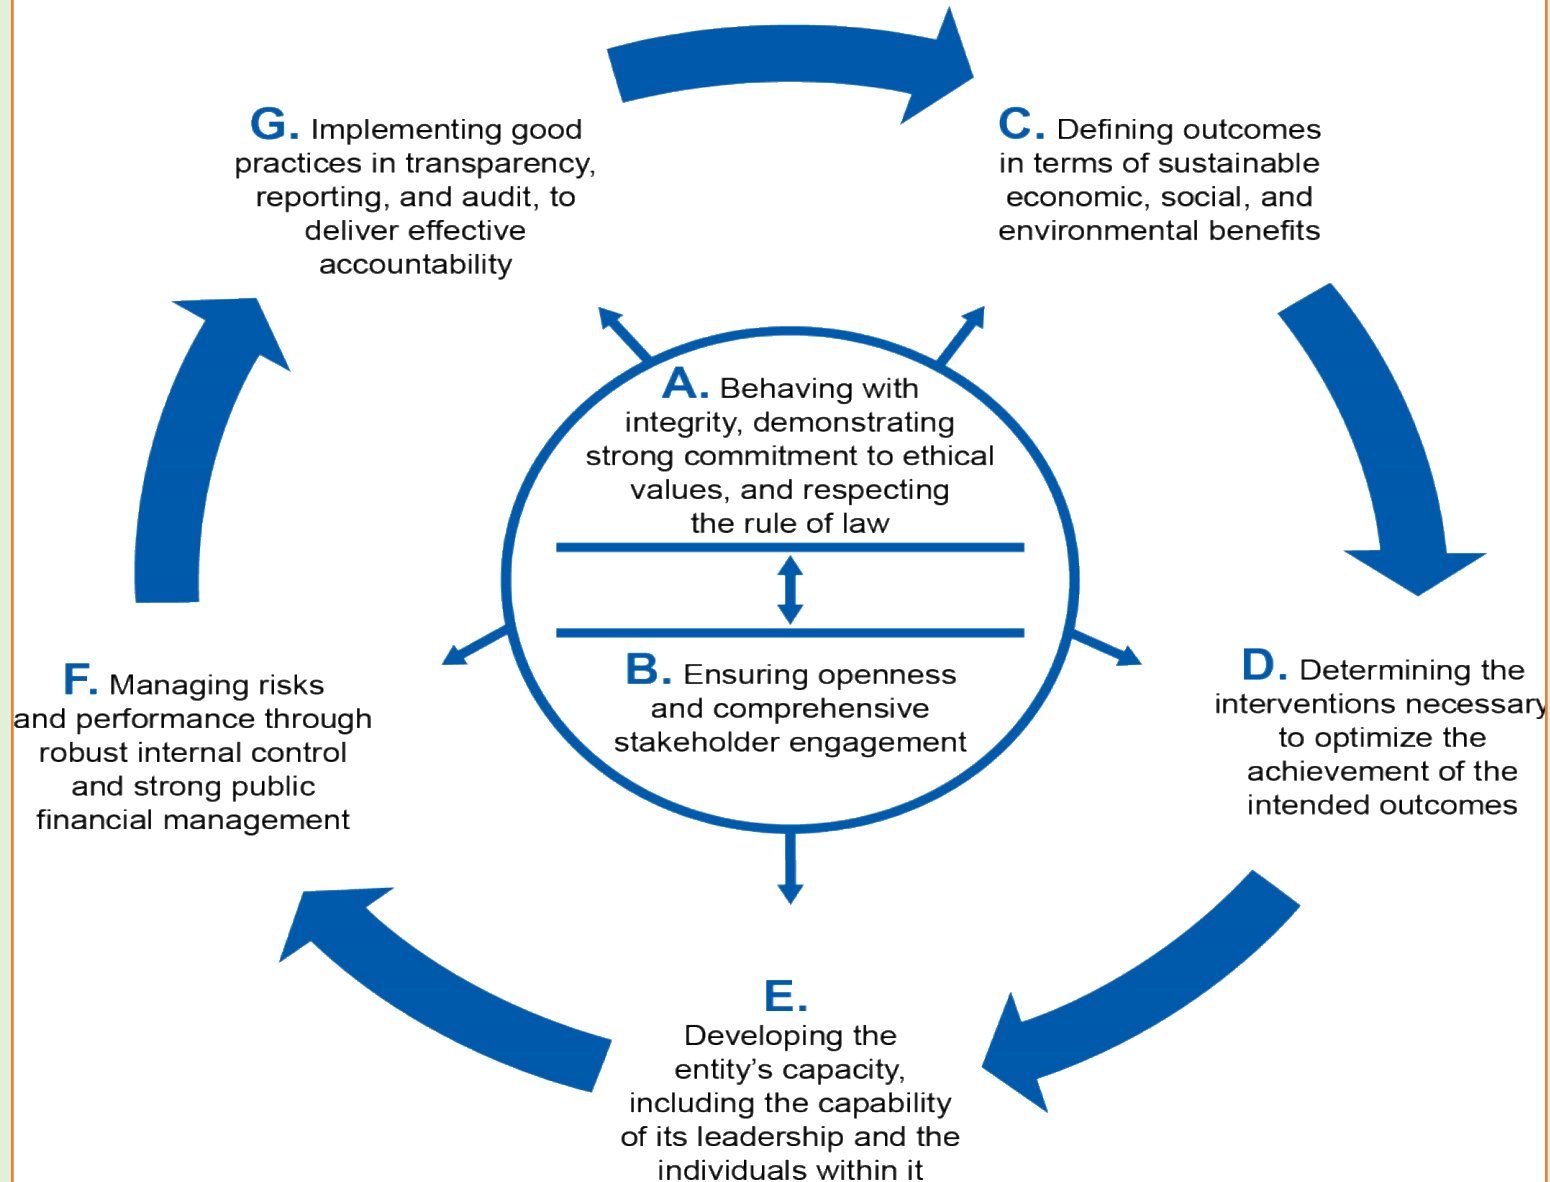 G. Implementing good
practices in transparency,
reporting, and audit, to
deliver effective
accountability
C. Defining outcomes
in terms of sustainable
economic, social, and
environmental benefits
A. Behaving with
integrity, demonstrating
strong commitment to ethical
values, and respecting
the rule of law
B. Ensuring openness
and comprehensive
stakeholder engagement
F. Managing risks
and performance through
robust internal control
and strong public
financial management
D. Determining the
interventions necessary
to optimize the
achievement of the
intended outcomes
E.
Developing the
entity’s capacity,
including the capability
of its leadership and the
individuals within it